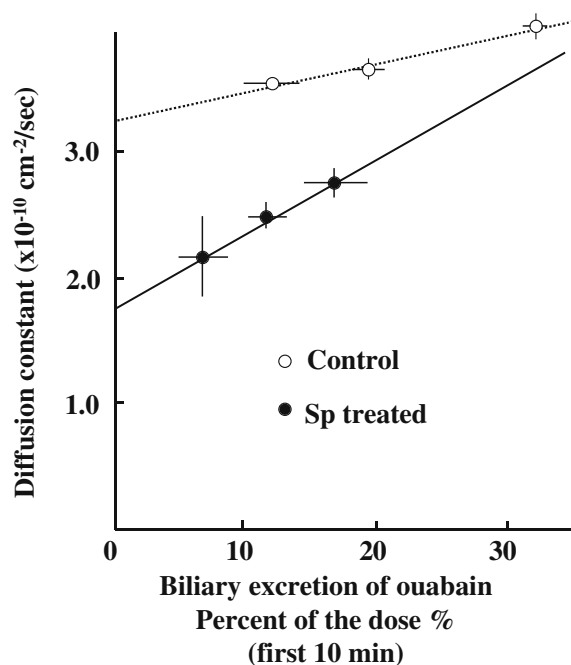 Diffusion constant (x10⁻¹⁰ cm⁻²/sec)
3.0
2.0
1.0
Control
Sp treated
0 10 20 30
Biliary excretion of ouabain
Percent of the dose %
(first 10 min)